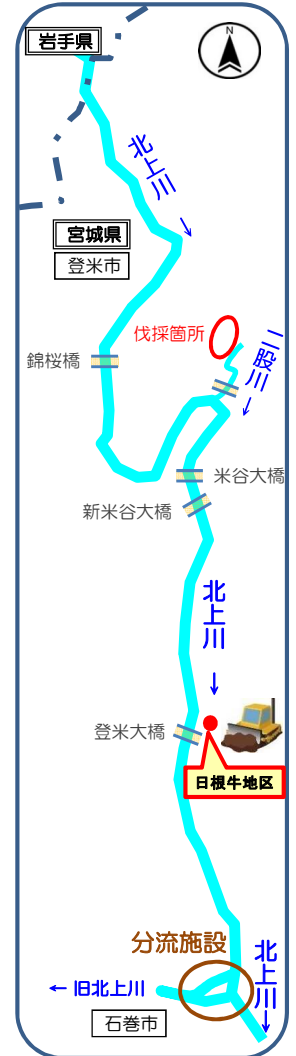 N
岩手県
北上川
↓
宮城県
登米市
伐採箇所
二股川
↓
錦桜橋
米谷大橋
新米谷大橋
北上川
↓
登米大橋
日根牛地区
分流施設
北上川
↓
← 旧北上川
石巻市